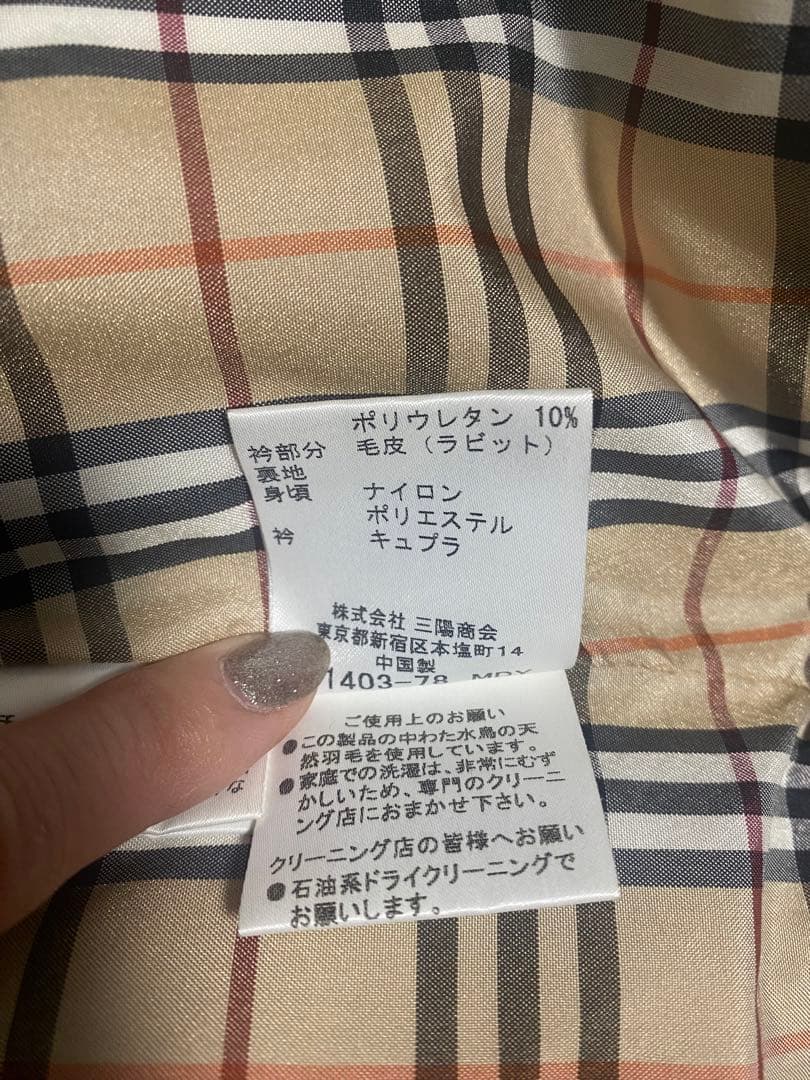 ポリウレタン 10%
衿部分 毛皮（ラビット）
裏地
身頃 ナイロン
ポリエステル
衿 キュプラ
株式会社 三陽商会
東京都新宿区本塩町14
中国製
1403-78
ご使用上のお願い
●この製品の中わた水鳥の天
然羽毛を使用しています。
●家庭での洗濯は、非常にむず
かしいため、専門のクリーニ
ング店におまかせ下さい。
クリーニング店の皆様へお願い
●石油系ドライクリーニングで
お願いします。
な